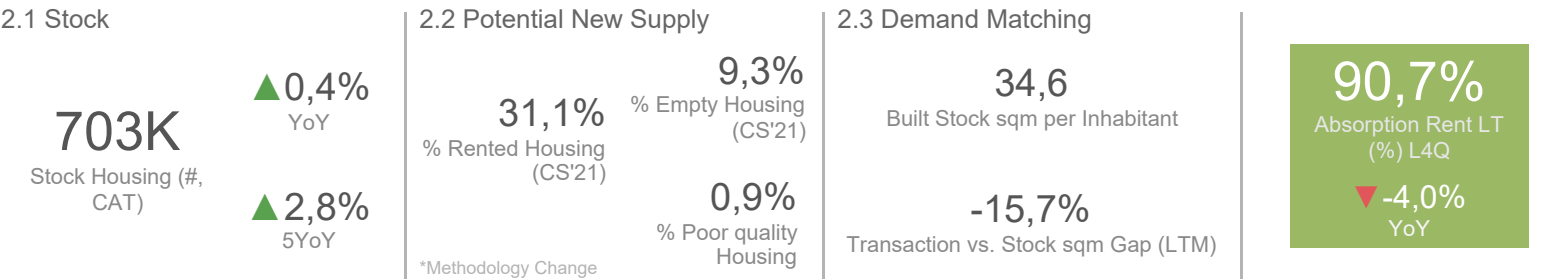 2.1 Stock
703K
Stock Housing (#,
CAT)
▲0,4%
YoY
▲2,8%
5YoY
2.2 Potential New Supply
31,1%
% Rented Housing
(CS'21)
9,3%
% Empty Housing
(CS'21)
0,9%
% Poor quality
Housing
*Methodology Change
2.3 Demand Matching
34,6
Built Stock sqm per Inhabitant
-15,7%
Transaction vs. Stock sqm Gap (LTM)
90,7%
Absorption Rent LT
(%) L4Q
▼-4,0%
YoY